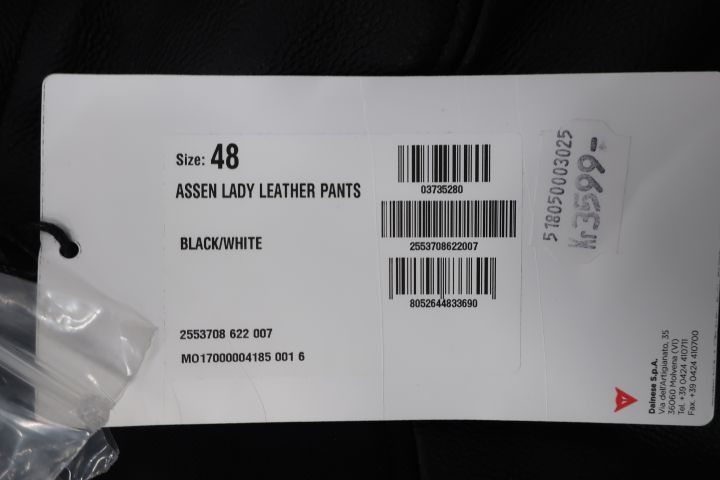 Size: 48
ASSEN LADY LEATHER PANTS
BLACK/WHITE
2553708 622 007
MO17000004185 001 6
03735280
2553708622007
8052644833690
518050003025
Kr3599-
Dainese S.p.A.
Via dell'Artigianato, 35
36060 Molvena (VI)
Tel. +39 0424 410711
Fax. +39 0424 410700